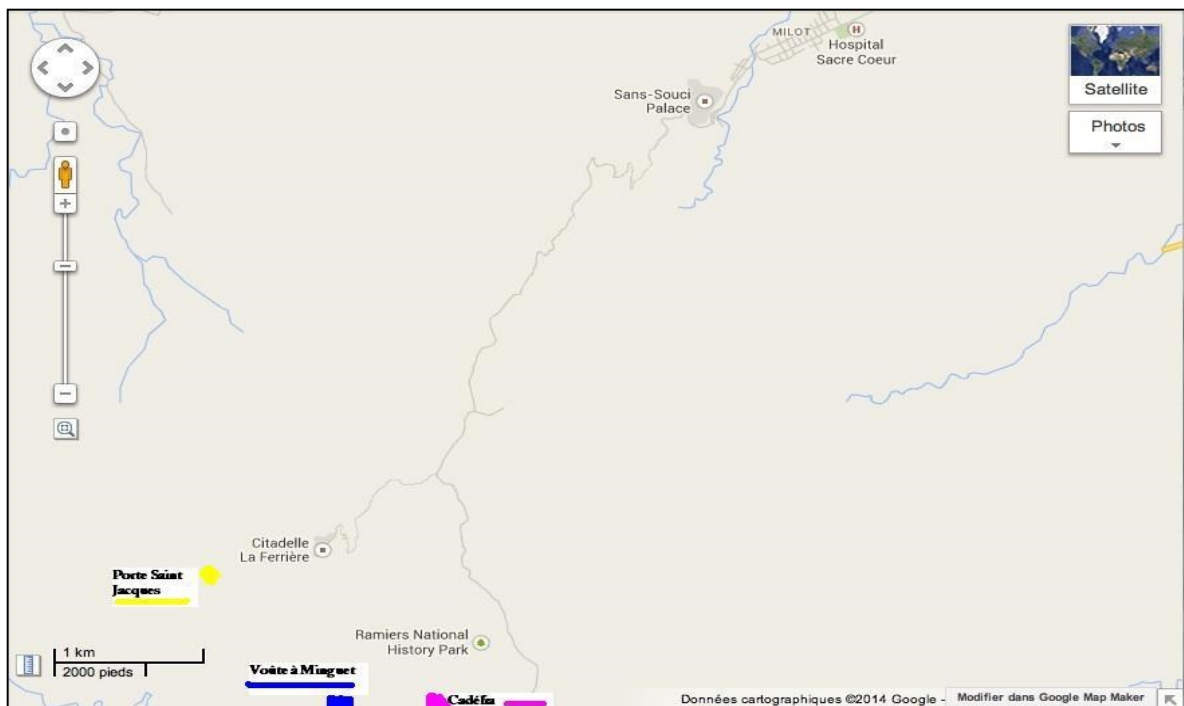 MILOT
H
Hospital
Sacre Coeur
Sans-Souci
Palace
Satellite
Photos
Citadelle
La Ferrière
Porte Saint
Jacques
Ramiers National
History Park
1 km
2000 pieds
Voûte à Minguet
Cadéfia
Données cartographiques ©2014 Google -
Modifier dans Google Map Maker